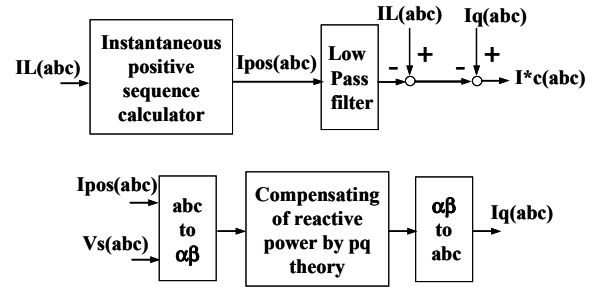 IL(abc)
Instantaneous
positive
sequence
calculator
Ipos(abc)
Low
Pass
filter
IL(abc)
Iq(abc)
- + - +
I*c(abc)
Ipos(abc)
Vs(abc)
abc
to
αβ
Compensating
of reactive
power by pq
theory
αβ
to
abc
Iq(abc)